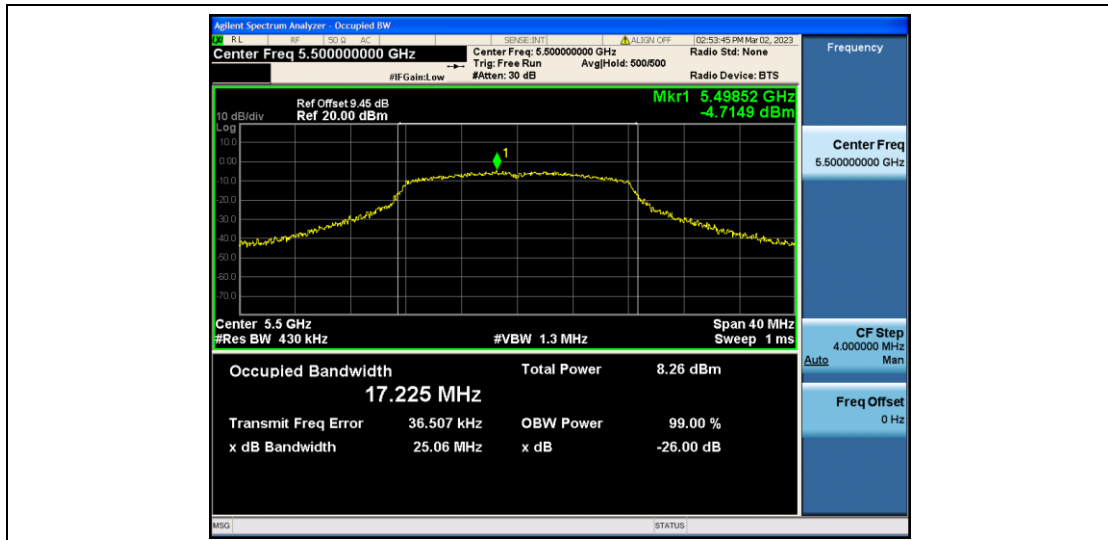 Agilent Spectrum Analyzer - Occupied BW
RL RF 50 Ω AC SENSE:INT ALIGN OFF 02:53:45 PM Mar 02, 2023
Center Freq 5.500000000 GHz
Center Freq: 5.500000000 GHz Radio Std: None
Trig: Free Run Avg|Hold: 500/500
#IFGain:Low #Atten: 30 dB Radio Device: BTS
Frequency
Mkr1 5.49852 GHz
-4.7149 dBm
Ref Offset 9.45 dB
10 dB/div Ref 20.00 dBm
Log
10.0
1
0.00
-10.0
-20.0
-30.0
-40.0
-50.0
-60.0
-70.0
Center 5.5 GHz Span 40 MHz
#Res BW 430 kHz #VBW 1.3 MHz Sweep 1 ms
Center Freq
5.500000000 GHz
CF Step
4.000000 MHz
Auto Man
Freq Offset
0 Hz
Occupied Bandwidth Total Power 8.26 dBm
17.225 MHz
Transmit Freq Error 36.507 kHz OBW Power 99.00 %
x dB Bandwidth 25.06 MHz x dB -26.00 dB
MSG STATUS